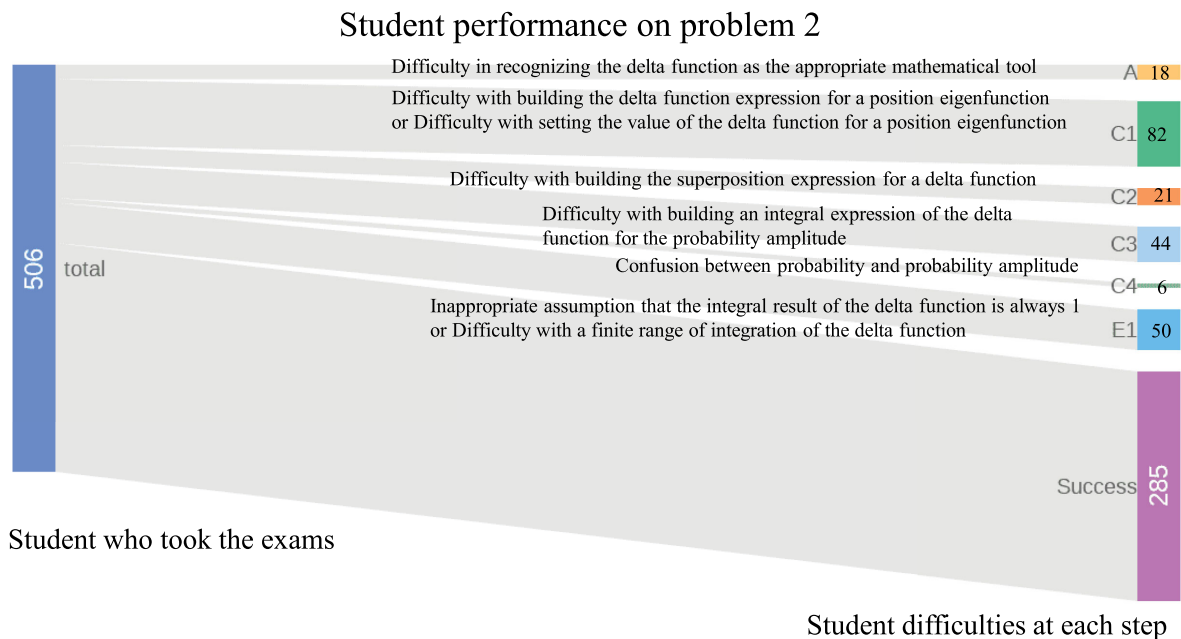 Student performance on problem 2
Difficulty in recognizing the delta function as the appropriate mathematical tool
A 18
Difficulty with building the delta function expression for a position eigenfunction
or Difficulty with setting the value of the delta function for a position eigenfunction
C1 82
Difficulty with building the superposition expression for a delta function
C2 21
Difficulty with building an integral expression of the delta
function for the probability amplitude
C3 44
506 total
Confusion between probability and probability amplitude
C4 6
Inappropriate assumption that the integral result of the delta function is always 1
or Difficulty with a finite range of integration of the delta function
E1 50
Success 285
Student who took the exams
Student difficulties at each step